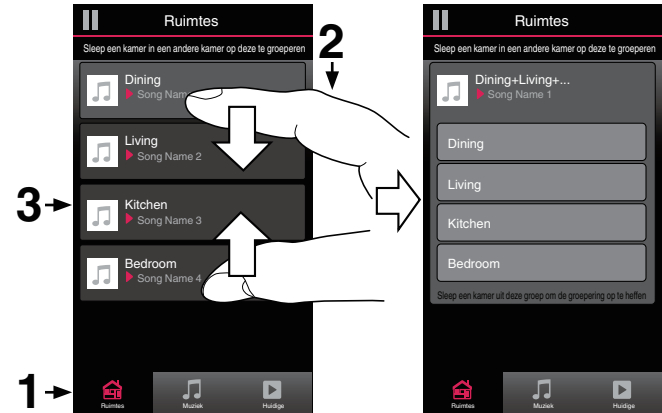 Ruimtes
Sleep een kamer in een andere kamer op deze te groeperen
2
Dining
Song Nam
Living
Song Name 2
3
Kitchen
Song Name 3
Bedroom
Song Name 4
1
Ruimtes
Muziek
Huidige
Ruimtes
Sleep een kamer in een andere kamer op deze te groeperen
Dining+Living+...
Song Name 1
Dining
Living
Kitchen
Bedroom
Sleep een kamer uit deze groep om de groepering op te heffen
Ruimtes
Muziek
Huidige